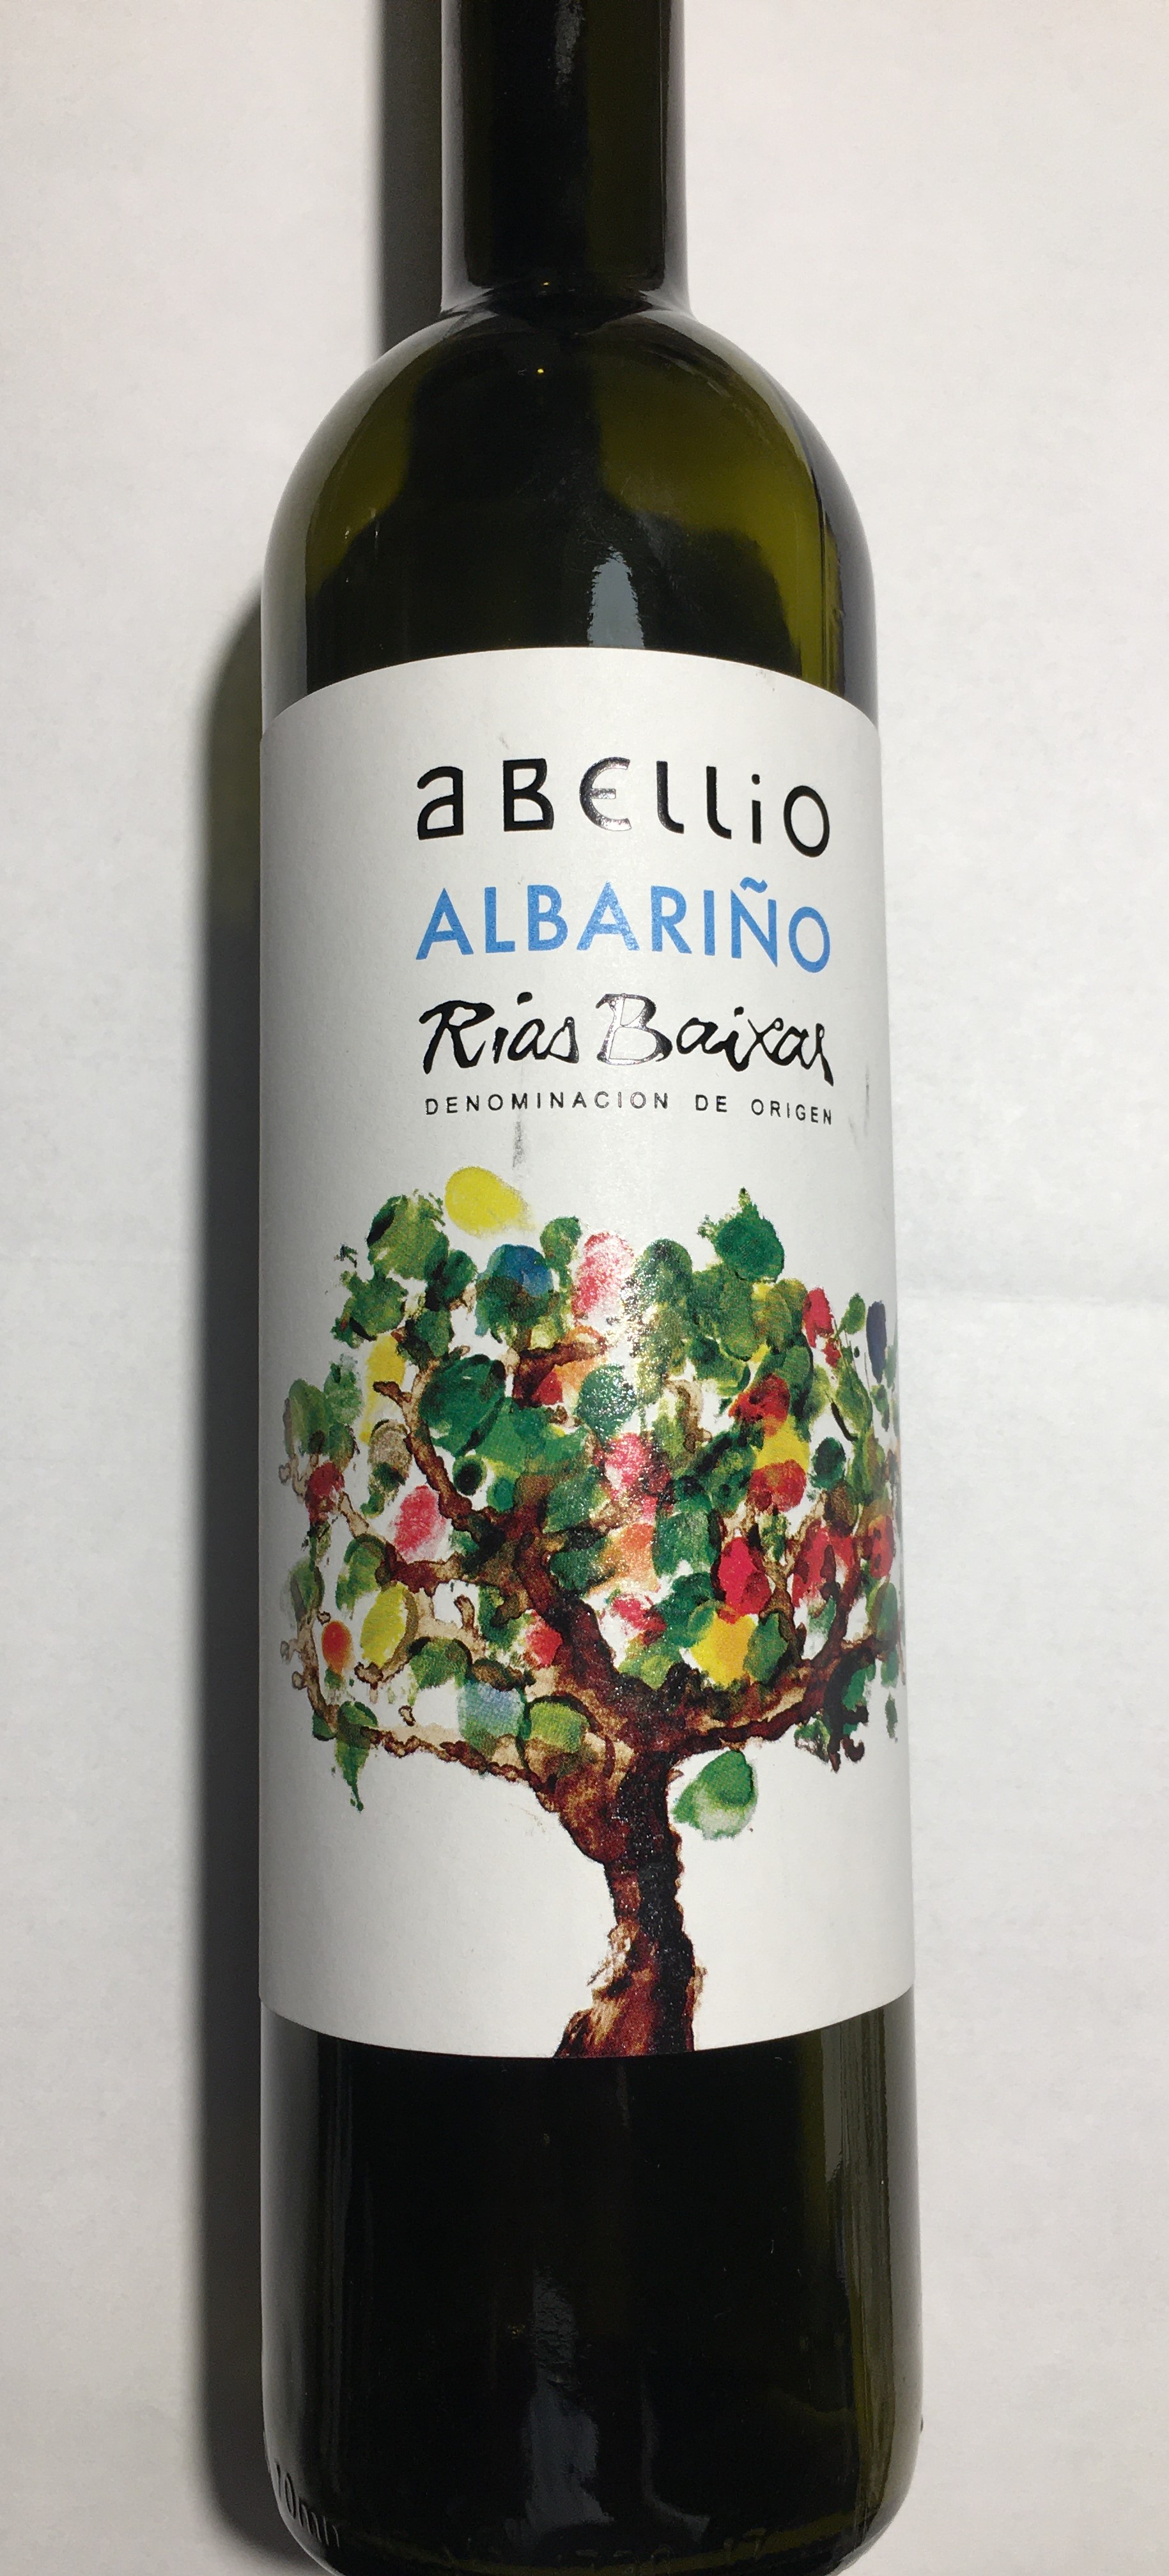 aBELLiO
ALBARIÑO
Rias Baixas
DENOMINACION DE ORIGEN